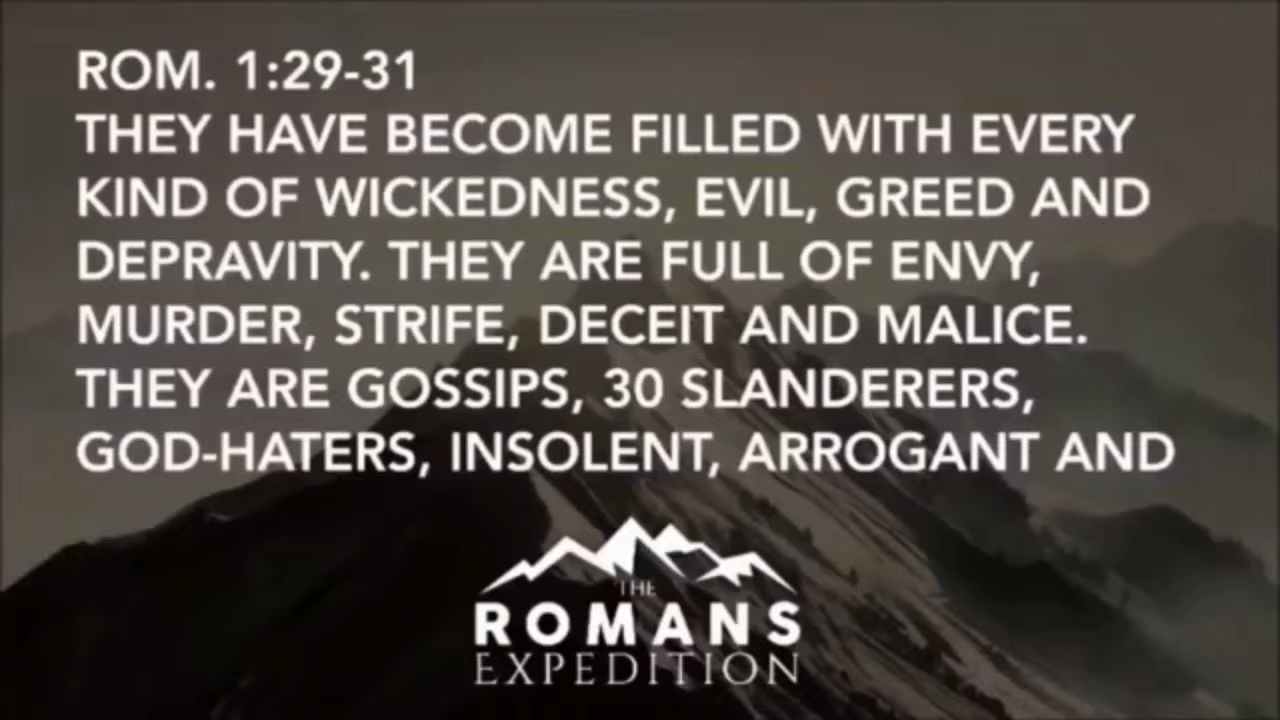 ROM. 1:29-31
THEY HAVE BECOME FILLED WITH EVERY
KIND OF WICKEDNESS, EVIL, GREED AND
DEPRAVITY. THEY ARE FULL OF ENVY,
MURDER, STRIFE, DECEIT AND MALICE.
THEY ARE GOSSIPS, 30 SLANDERERS,
GOD-HATERS, INSOLENT, ARROGANT AND
THE
ROMANS
EXPEDITION